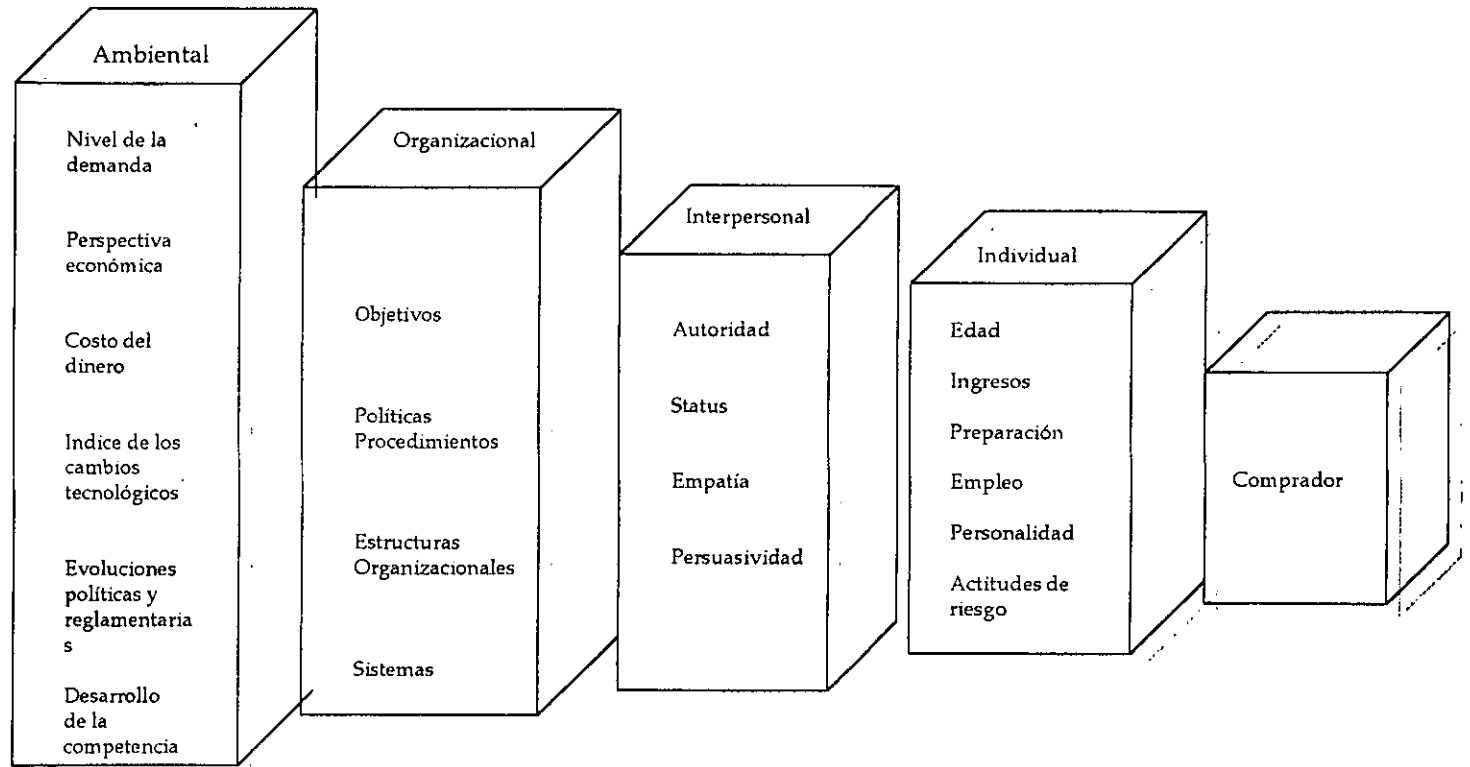 Ambiental
Nivel de la
demanda
Perspectiva
económica
Costo del
dinero
Indice de los
cambios
tecnológicos
Evoluciones
políticas y
reglamentaria
s
Desarrollo
de la
competencia
Organizacional
Objetivos
Políticas
Procedimientos
Estructuras
Organizacionales
Sistemas
Interpersonal
Autoridad
Status
Empatía
Persuasividad
Individual
Edad
Ingresos
Preparación
Empleo
Personalidad
Actitudes de
riesgo
Comprador